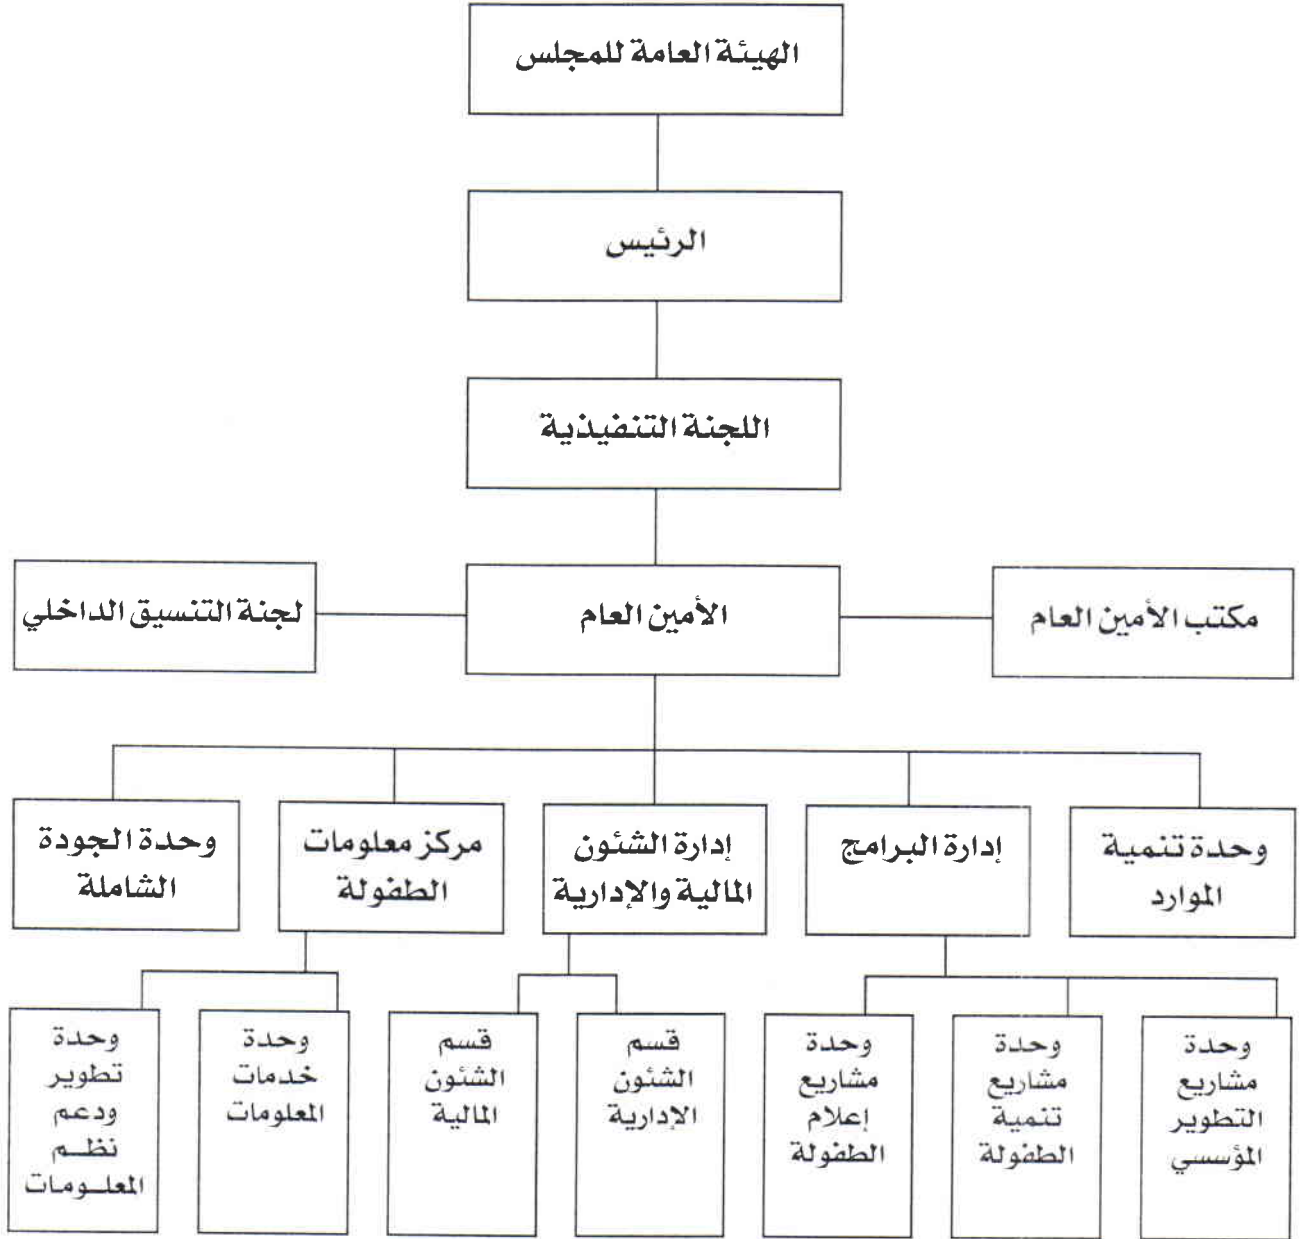 الهيئة العامة للمجلس
الرئيس
اللجنة التنفيذية
مكتب الأمين العام
الأمين العام
لجنة التنسيق الداخلي
وحدة تنمية
الموارد
إدارة البرامج
إدارة الشئون
المالية والإدارية
مركز معلومات
الطفولة
وحدة الجودة
الشاملة
وحدة
مشاريع
التطوير
المؤسسي
وحدة
مشاريع
تنمية
الطفولة
وحدة
مشاريع
إعلام
الطفولة
قسم
الشئون
الإدارية
قسم
الشئون
المالية
وحدة
خدمات
المعلومات
وحدة
تطوير
ودعم
نظم
المعلومات